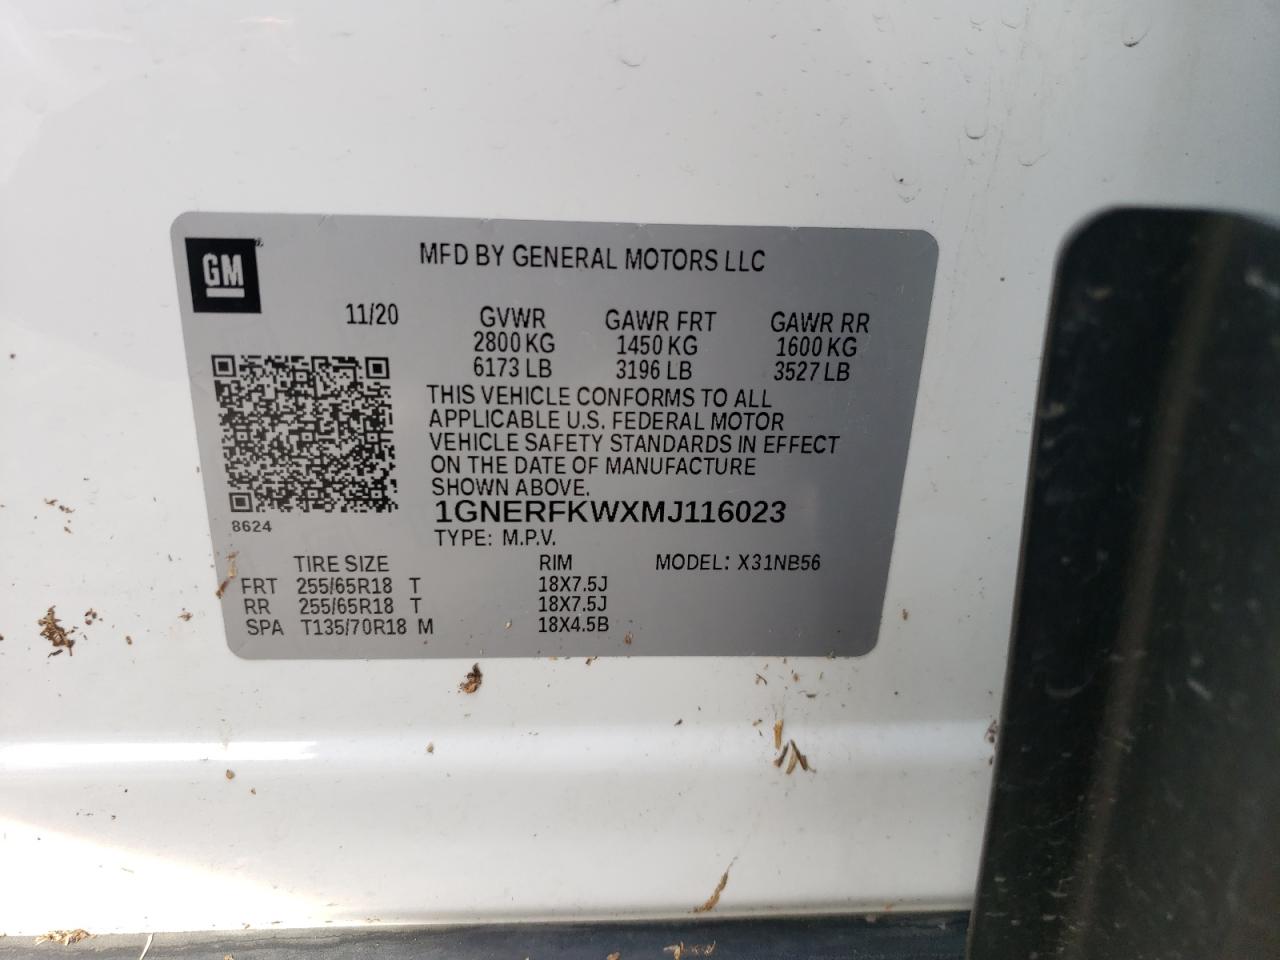 GM
MFD BY GENERAL MOTORS LLC
11/20 GVWR GAWR FRT GAWR RR
2800 KG 1450 KG 1600 KG
6173 LB 3196 LB 3527 LB
THIS VEHICLE CONFORMS TO ALL
APPLICABLE U.S. FEDERAL MOTOR
VEHICLE SAFETY STANDARDS IN EFFECT
ON THE DATE OF MANUFACTURE
SHOWN ABOVE.
1GNERFKWXMJ116023
8624
TYPE: M.P.V.
TIRE SIZE RIM MODEL: X31NB56
FRT 255/65R18 T 18X7.5J
RR 255/65R18 T 18X7.5J
SPA T135/70R18 M 18X4.5B